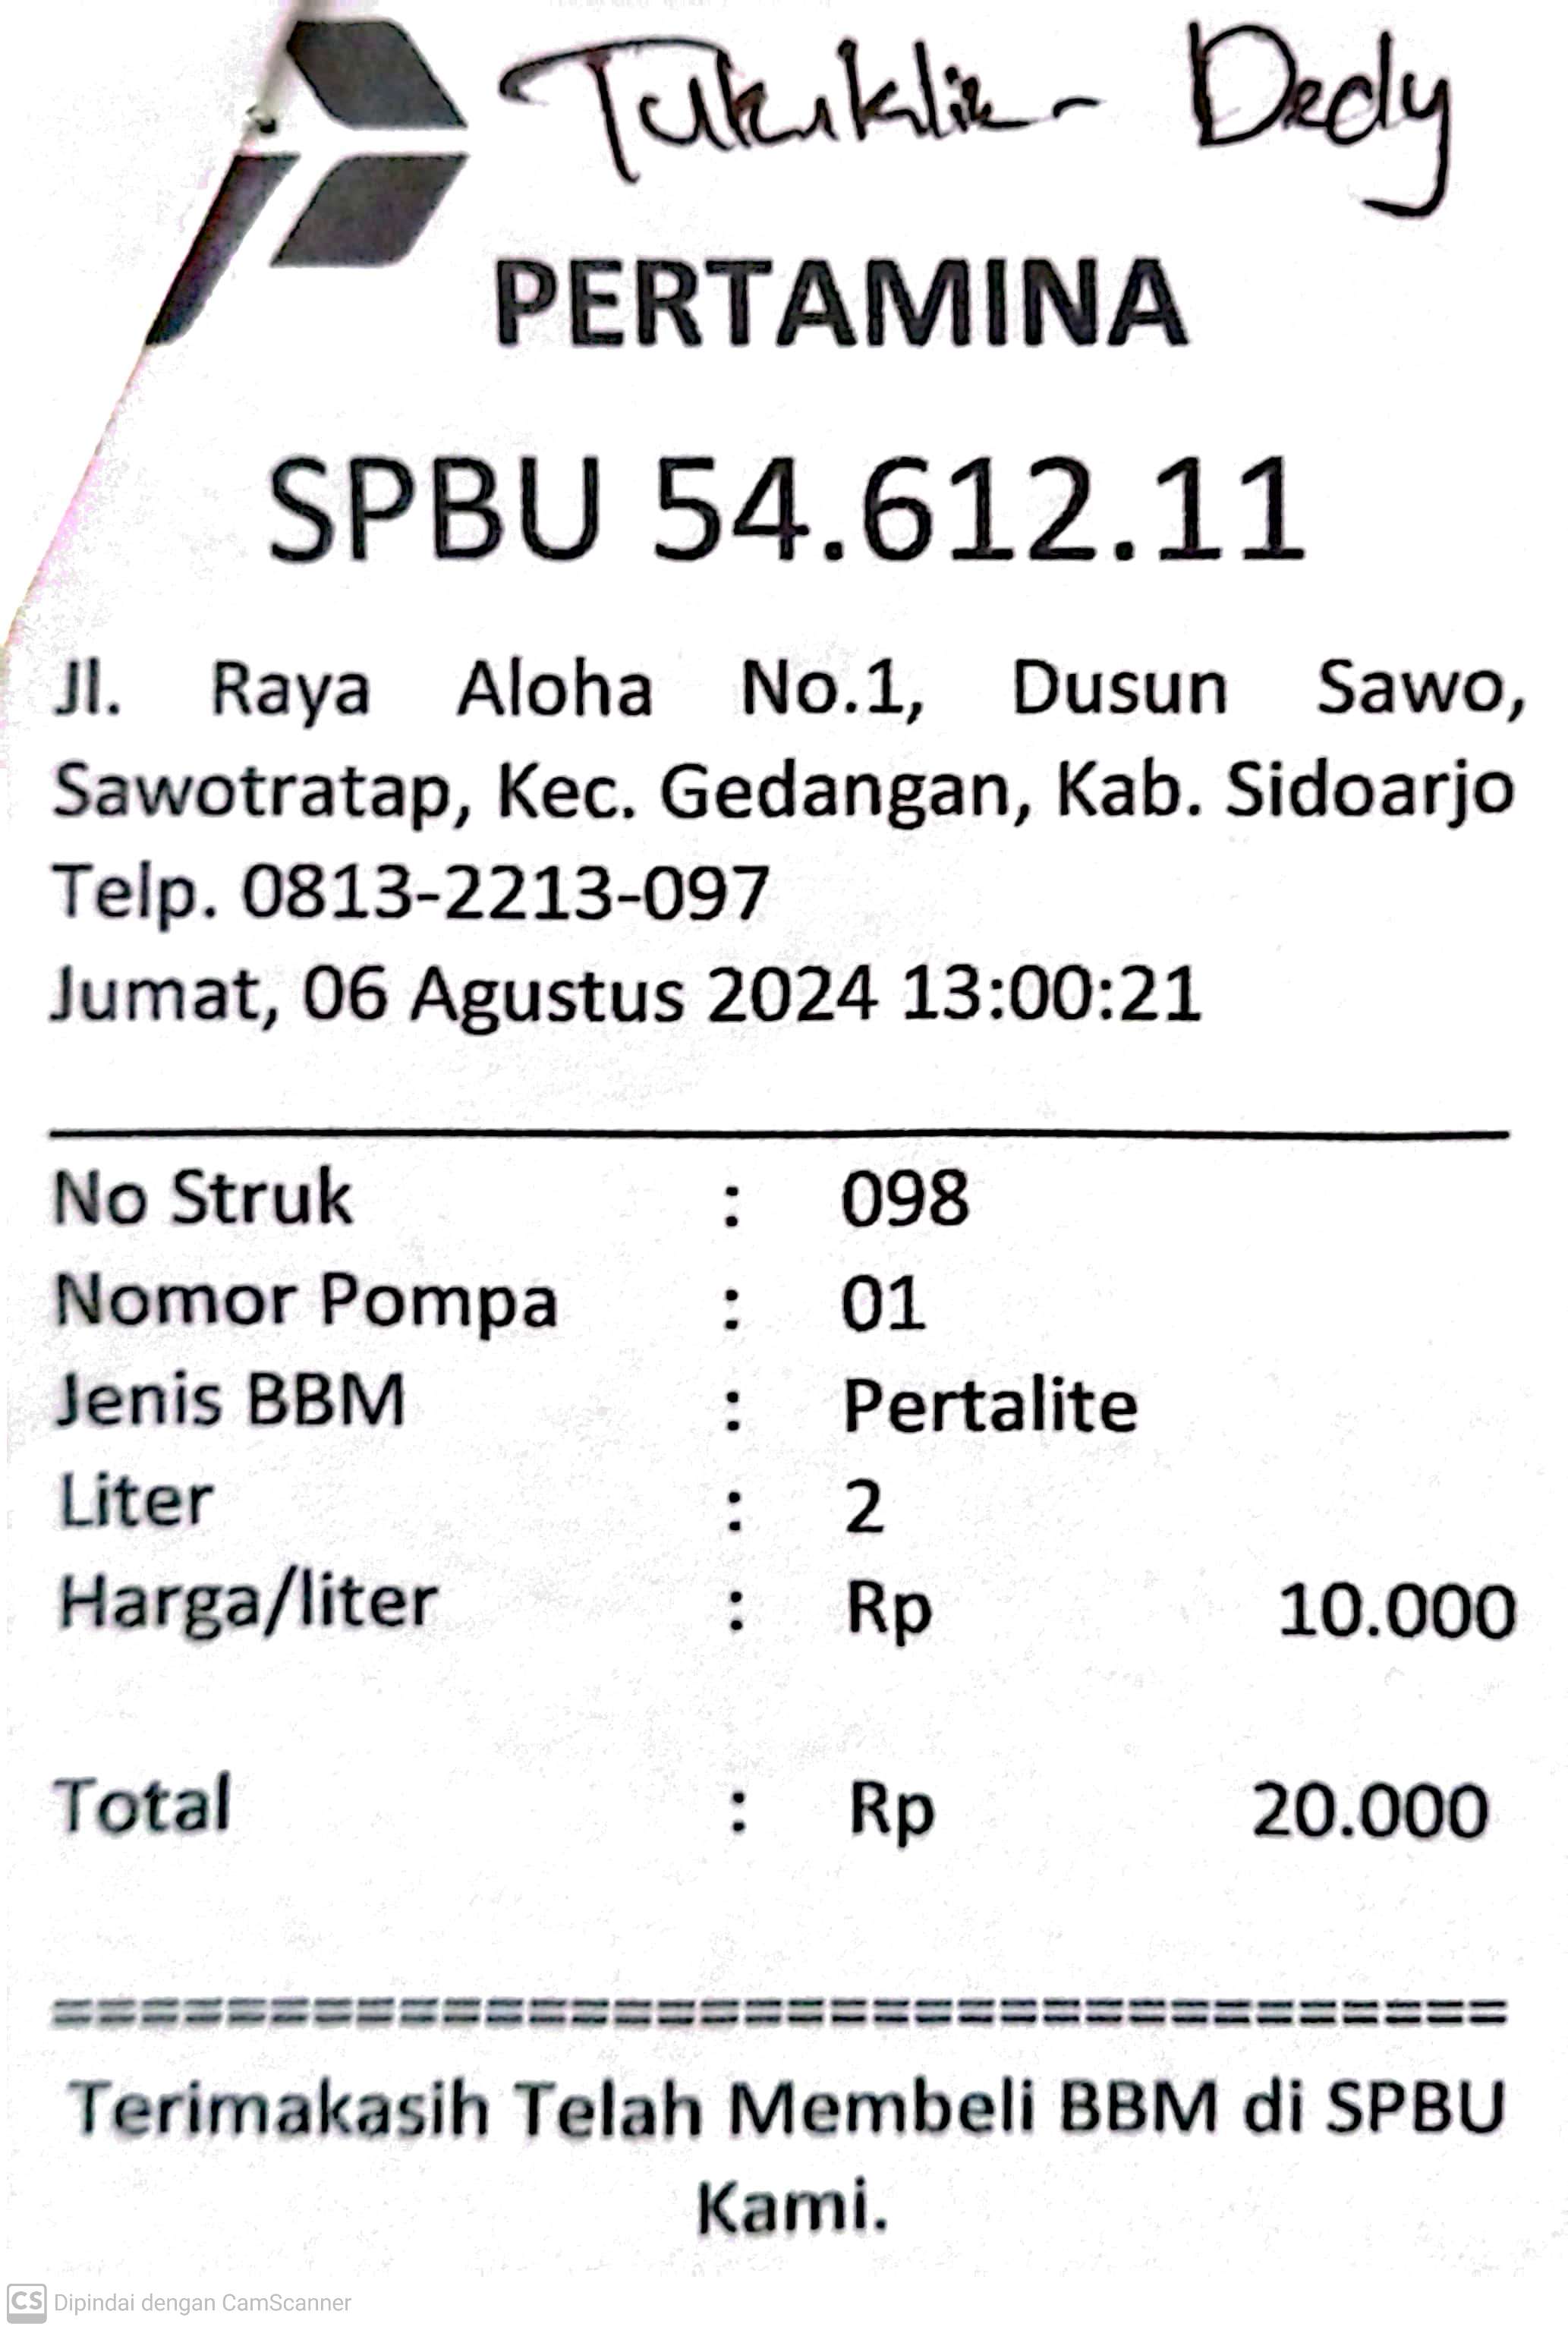 Tukuklik - Dedy
PERTAMINA
SPBU 54.612.11
Jl. Raya Aloha No.1, Dusun Sawo,
Sawotratap, Kec. Gedangan, Kab. Sidoarjo
Telp. 0813-2213-097
Jumat, 06 Agustus 2024 13:00:21
No Struk : 098
Nomor Pompa : 01
Jenis BBM : Pertalite
Liter : 2
Harga/liter : Rp 10.000
Total : Rp 20.000
==================================
Terimakasih Telah Membeli BBM di SPBU
Kami.
CS Dipindai dengan CamScanner